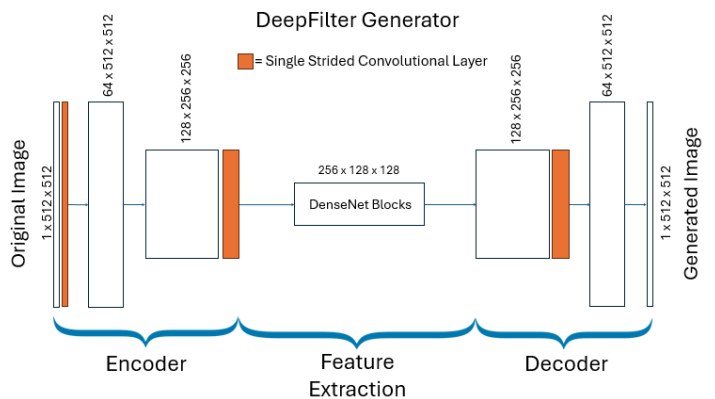 DeepFilter Generator
= Single Strided Convolutional Layer
Original Image
1 x 512 x 512
64 x 512 x 512
128 x 256 x 256
256 x 128 x 128
DenseNet Blocks
128 x 256 x 256
64 x 512 x 512
1 x 512 x 512
Generated Image
Encoder
Feature
Extraction
Decoder